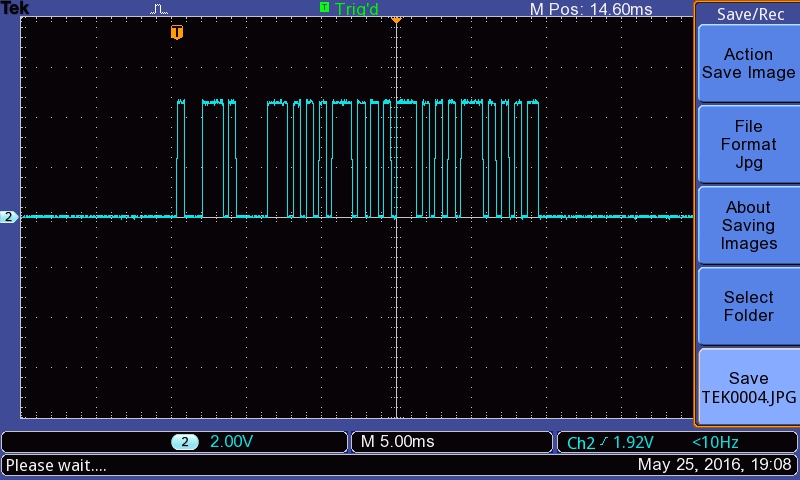 Tek
T Trig'd
M Pos: 14.60ms
Save/Rec
T
Action
Save Image
File
Format
Jpg
2
About
Saving
Images
Select
Folder
Save
TEK0004.JPG
2 2.00V
M 5.00ms
Ch2 1.92V <10Hz
Please wait....
May 25, 2016, 19:08